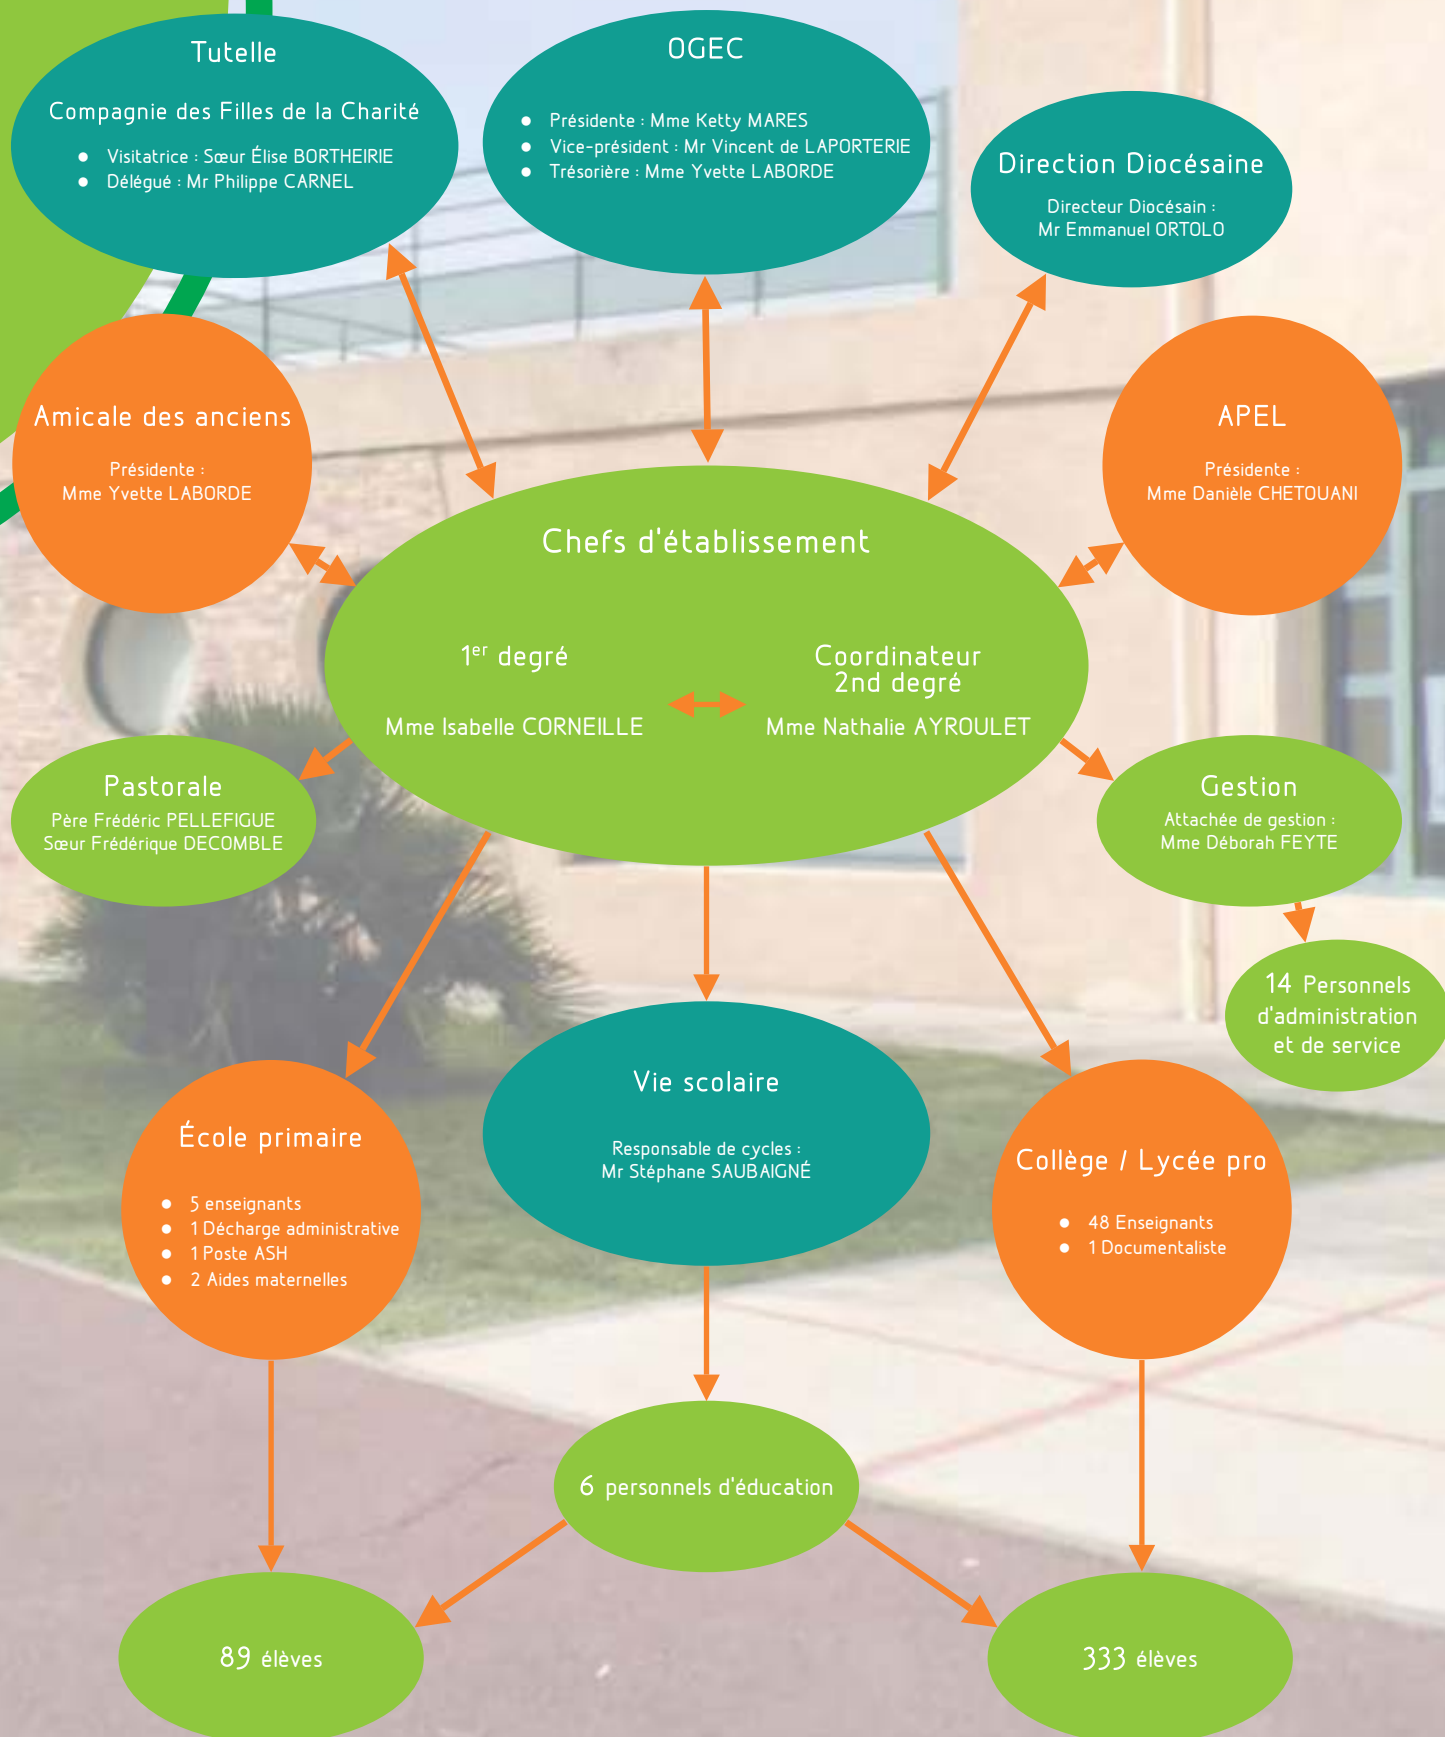 Tutelle
Compagnie des Filles de la Charité
● Visitatrice : Sœur Élise BORTHEIRIE
● Délégué : Mr Philippe CARNEL
OGEC
● Présidente : Mme Ketty MARES
● Vice-président : Mr Vincent de LAPORTERIE
● Trésorière : Mme Yvette LABORDE
Direction Diocésaine
Directeur Diocésain :
Mr Emmanuel ORTOLO
Amicale des anciens
Présidente :
Mme Yvette LABORDE
APEL
Présidente :
Mme Danièle CHETOUANI
Chefs d'établissement
1er degré
Mme Isabelle CORNEILLE
Coordinateur
2nd degré
Mme Nathalie AYROULET
Pastorale
Père Frédéric PELLEFIGUE
Sœur Frédérique DECOMBLE
Gestion
Attachée de gestion :
Mme Déborah FEYTE
14 Personnels
d'administration
et de service
École primaire
● 5 enseignants
● 1 Décharge administrative
● 1 Poste ASH
● 2 Aides maternelles
Vie scolaire
Responsable de cycles :
Mr Stéphane SAUBAIGNÉ
Collège / Lycée pro
● 48 Enseignants
● 1 Documentaliste
6 personnels d'éducation
89 élèves
333 élèves